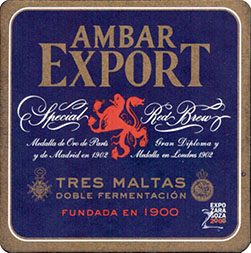 AMBAR
EXPORT
Special Red Brew
Medalla de Oro de París
y de Madrid en 1902
Gran Diploma y
Medalla en Londres 1902
TRES MALTAS
DOBLE FERMENTACIÓN
FUNDADA EN 1900
EXPO
ZARA
GOZA
2008